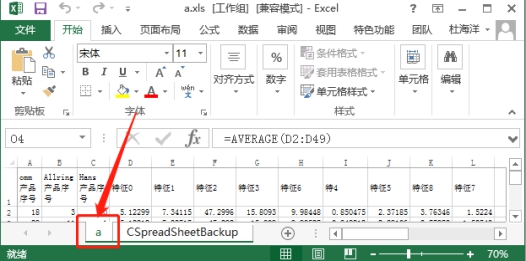 a.xls [工作组] [兼容模式] - Excel
文件 开始 插入 页面布局 公式 数据 审阅 视图 特色功能 团队 杜海洋
宋体 11
粘贴 B I U A A wén 文 对齐方式 % 数字 条件格式 套用表格格式 单元格样式 单元格 编辑
剪贴板 字体 样式
O4 fx =AVERAGE(D2:D49)
A B C D E F G H I J K L
omm 产品序号 Allring 产品序号 Hans 产品字号 特征0 特征1 特征2 特征3 特征6 特4 特征5 特征8 特征7
2 18 3 5.12299 7.34115 47.2996 15.8093 9.98448 0.850475 2.37185 3.76346 1.5224
a CSpreadSheetBackup
就绪 70%